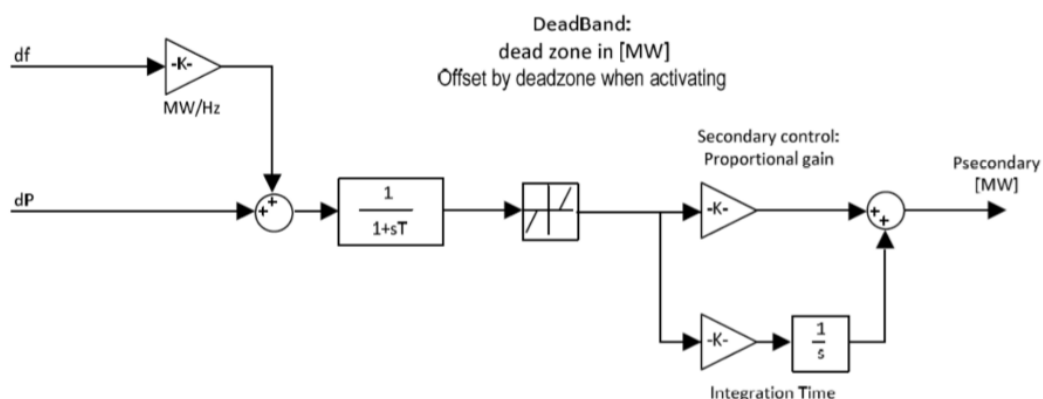 DeadBand:
dead zone in [MW]
Offset by deadzone when activating
df
-K-
MW/Hz
Secondary control:
Proportional gain
Psecondary
[MW]
dP
+
+
1
1+sT
-K-
+
+
-K-
1
s
Integration Time